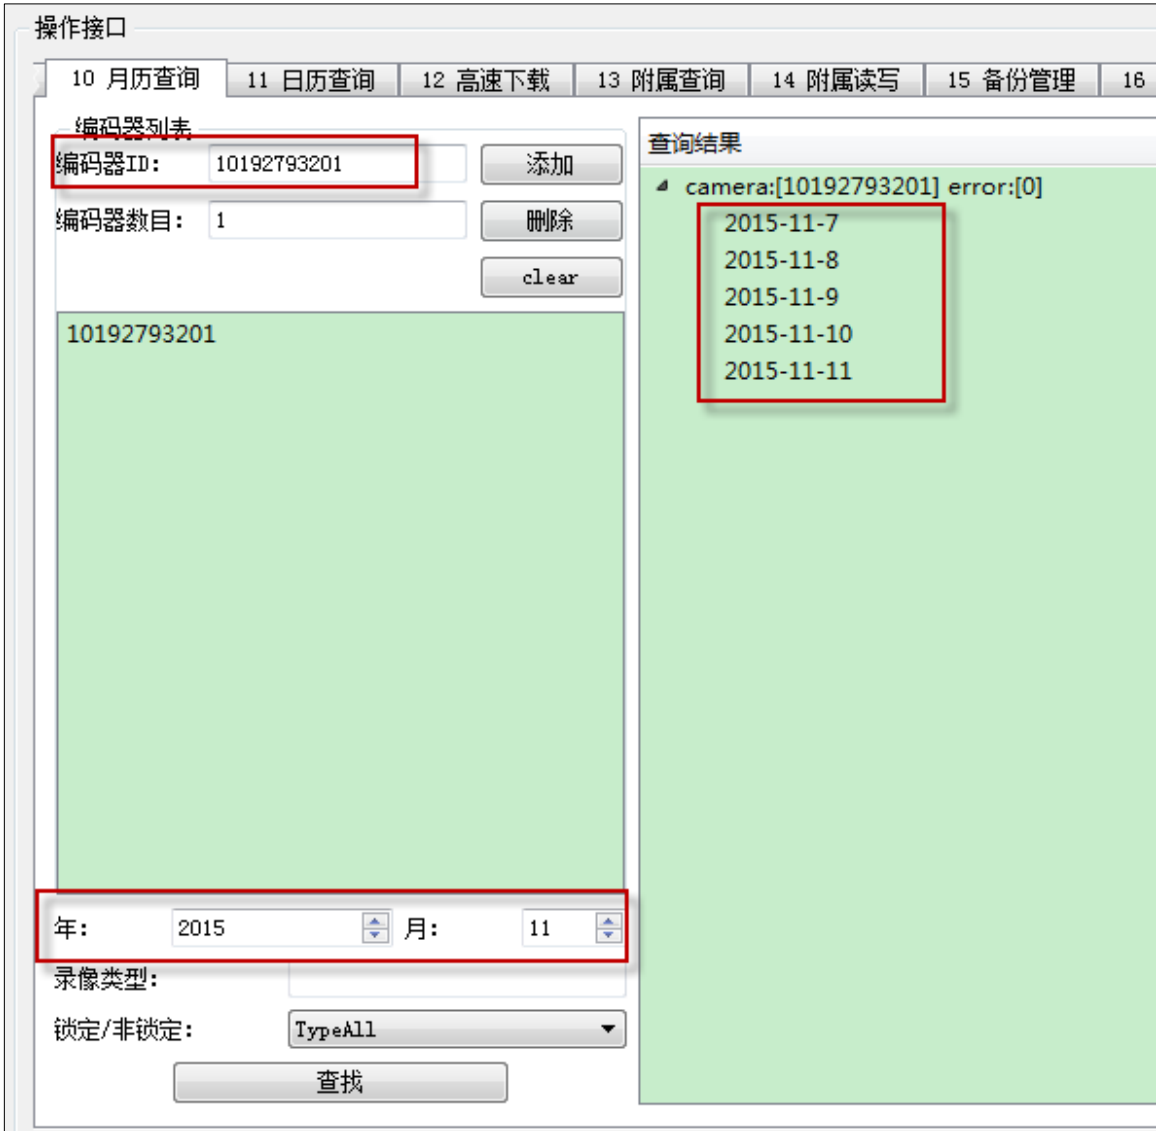 操作接口
10 月历查询 11 日历查询 12 高速下载 13 附属查询 14 附属读写 15 备份管理 16
编码器列表
编码器ID: 10192793201 添加
编码器数目: 1 删除
clear
10192793201
年: 2015 月: 11
录像类型:
锁定/非锁定: TypeAll
查找
查询结果
camera:[10192793201] error:[0]
2015-11-7
2015-11-8
2015-11-9
2015-11-10
2015-11-11